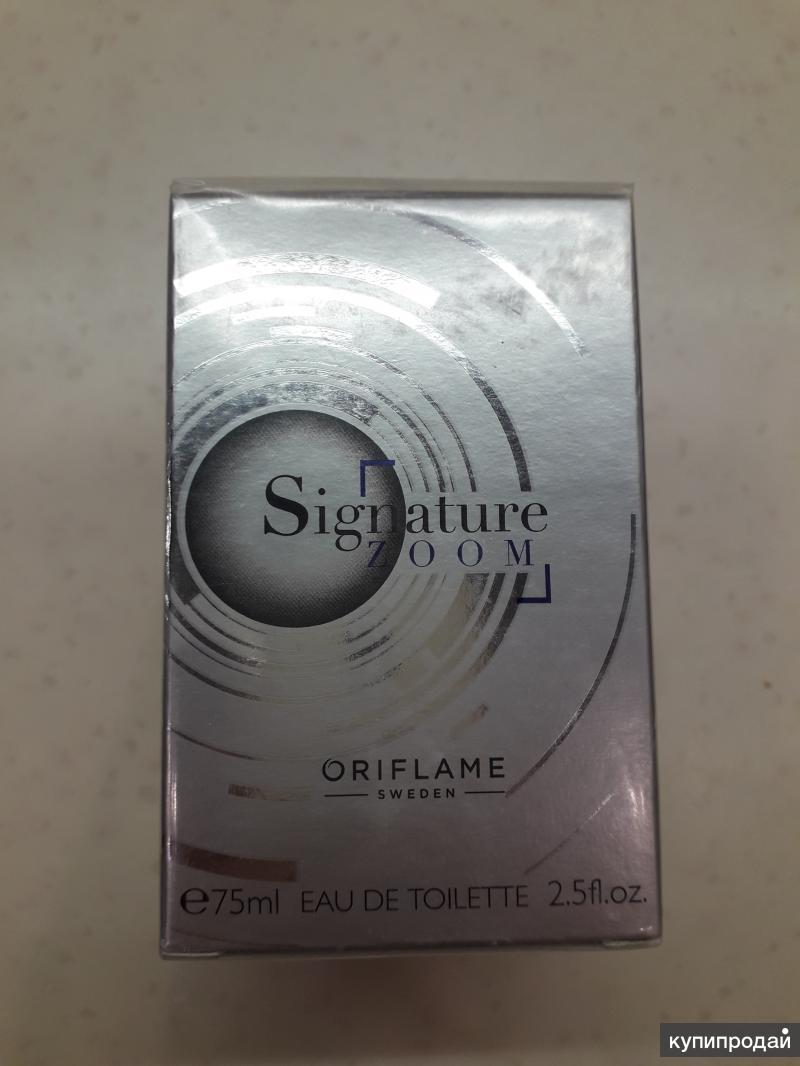 Signature
ZOOM
ORIFLAME
SWEDEN
℮75ml EAU DE TOILETTE 2.5fl.oz.
купипродай